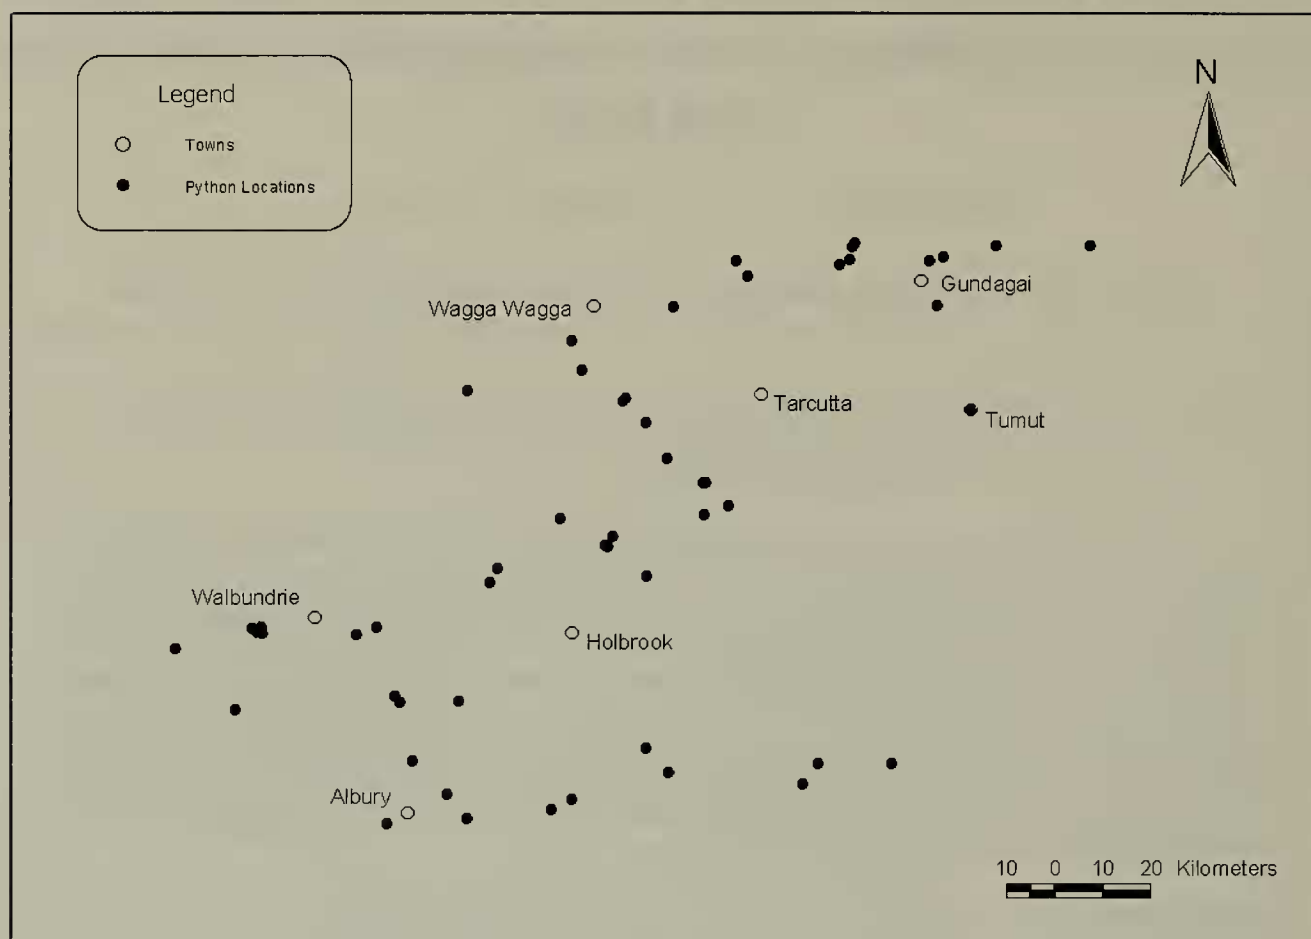 Legend
Towns
Python Locations
N
Gundagai
Wagga Wagga
Tarcutta
Tumut
Walbundrie
Holbrook
Albury
10 0 10 20 Kilometers